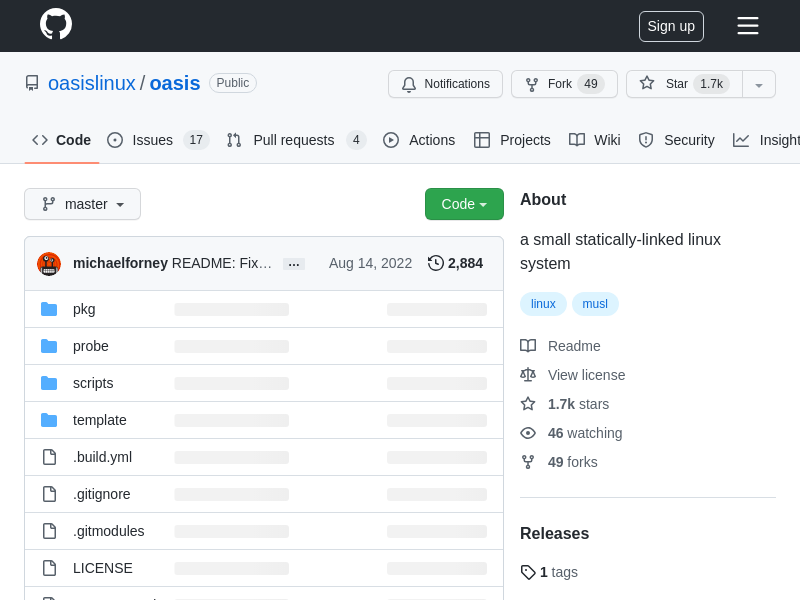 Sign up
oasislinux / oasis Public
Notifications Fork 49 Star 1.7k
Code Issues 17 Pull requests 4 Actions Projects Wiki Security Insight
master Code
michaelforney README: Fix… … Aug 14, 2022 2,884
pkg
probe
scripts
template
.build.yml
.gitignore
.gitmodules
LICENSE
About
a small statically-linked linux
system
linux musl
Readme
View license
1.7k stars
46 watching
49 forks
Releases
1 tags